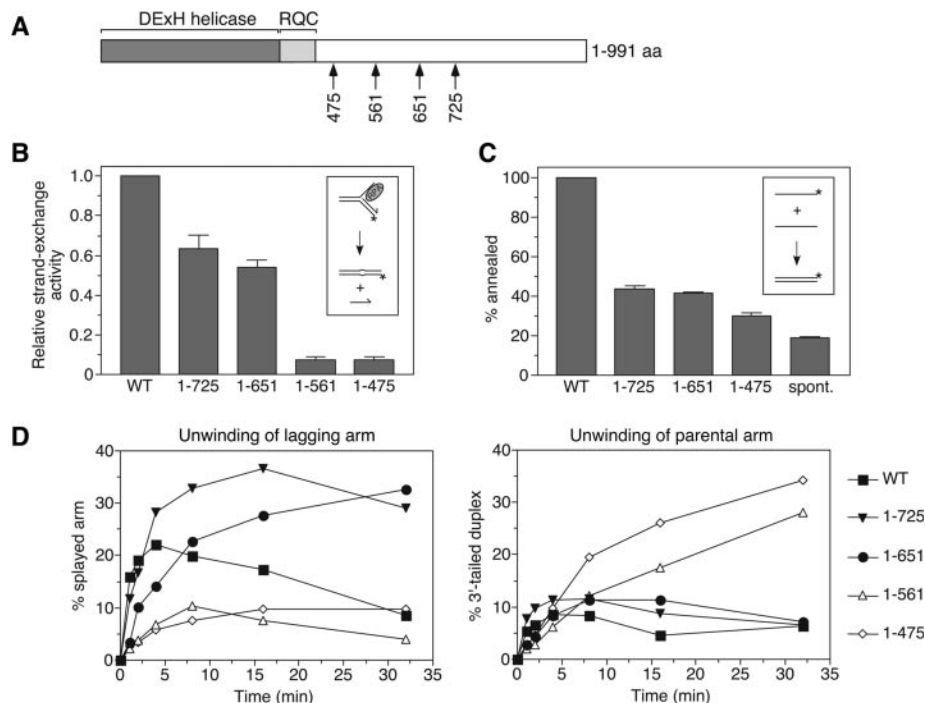 A
DExH helicase RQC
1-991 aa
475 561 651 725
B
Relative strand-exchange
activity
1.0
0.8
0.6
0.4
0.2
0
WT 1-725 1-651 1-561 1-475
*
+
*
C
% annealed
100
80
60
40
20
0
WT 1-725 1-651 1-475 spont.
*
+
*
D
Unwinding of lagging arm
% splayed arm
40
30
20
10
0
0 5 10 15 20 25 30 35
Time (min)
Unwinding of parental arm
% 3'-tailed duplex
40
30
20
10
0
0 5 10 15 20 25 30 35
Time (min)
WT
1-725
1-651
1-561
1-475